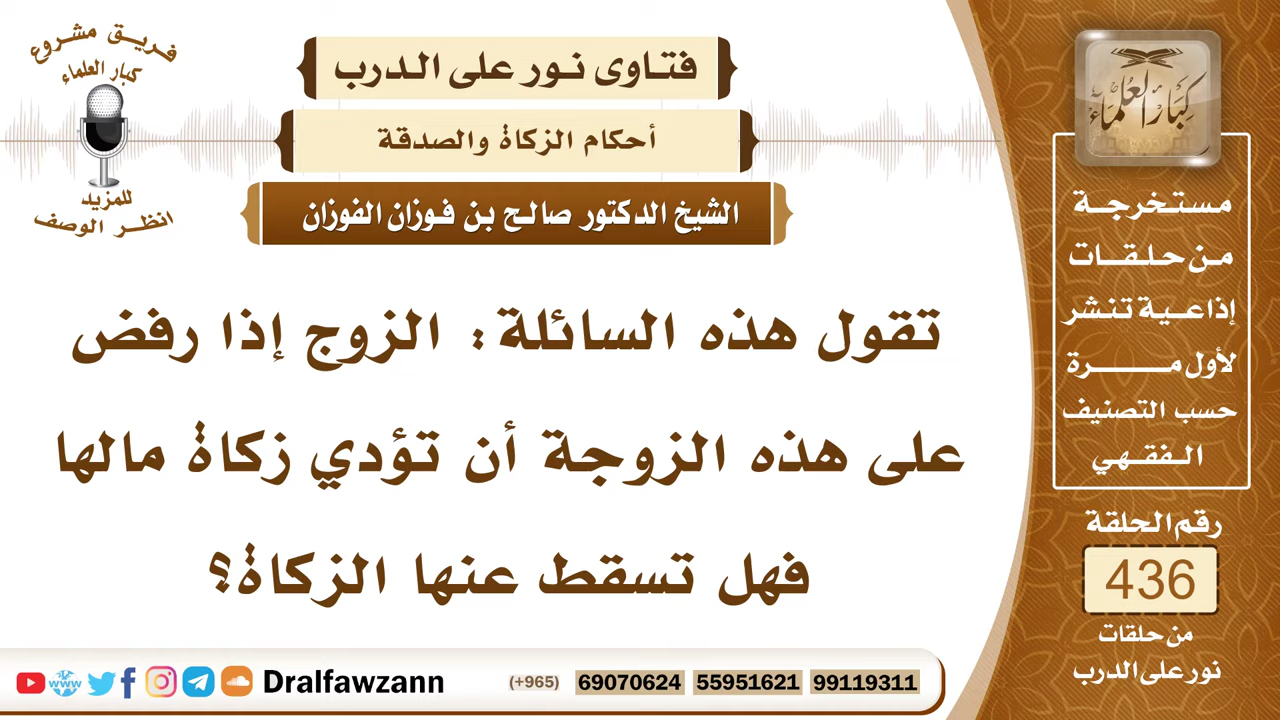 فريق مشروع
كبار العلماء
للمزيد
انظر الوصف
فتاوى نور على الدرب
أحكام الزكاة والصدقة
الشيخ الدكتور صالح بن فوزان الفوزان
تقول هذه السائلة: الزوج إذا رفض
على هذه الزوجة أن تؤدي زكاة مالها
فهل تسقط عنها الزكاة؟
كبار العلماء
مستخرجة
من حلقات
إذاعية تنشر
لأول مرة
حسب التصنيف
الفقهي
رقم الحلقة
436
من حلقات
نور على الدرب
www Dralfawzann (+965) 69070624 55951621 99119311